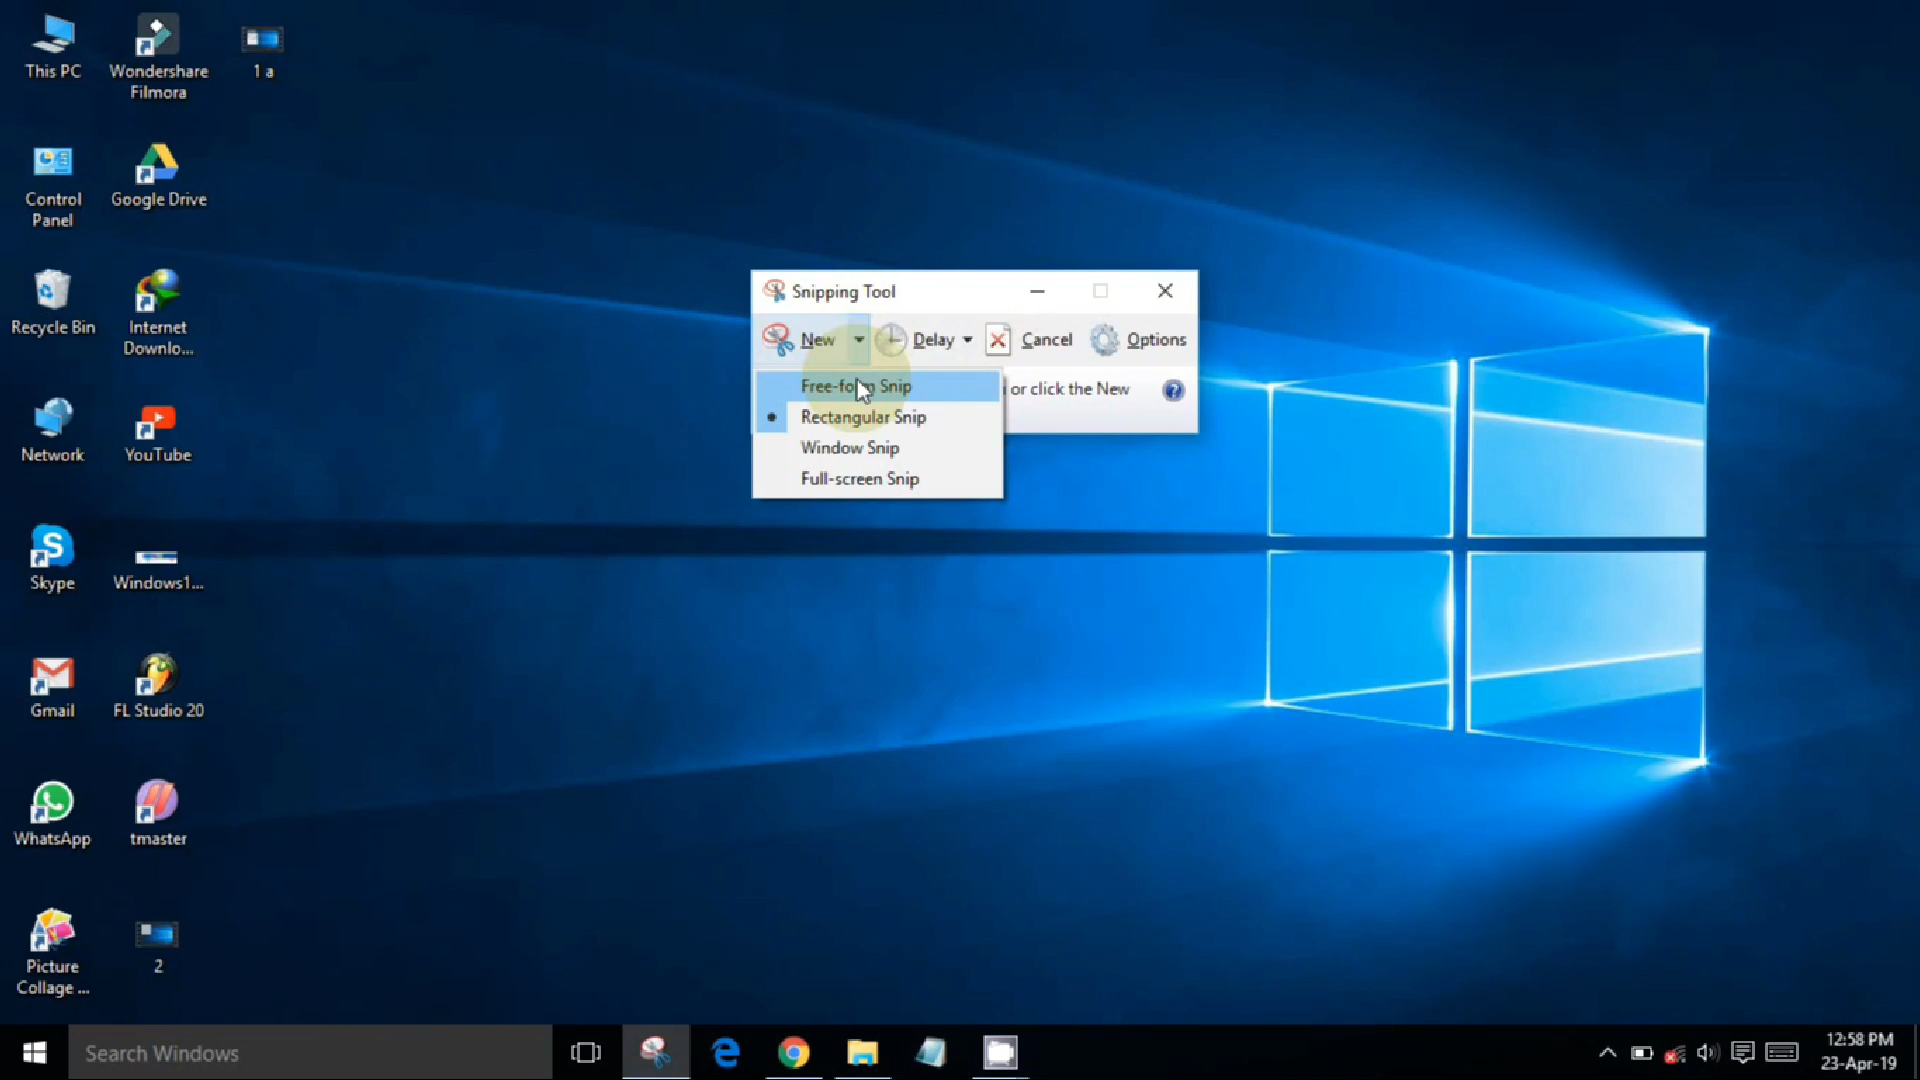 This PC
Wondershare
Filmora
1 a
Control
Panel
Google Drive
Recycle Bin
Internet
Downlo...
Network
YouTube
Skype
Windows1...
Gmail
FL Studio 20
WhatsApp
tmaster
Picture
Collage ...
2
Snipping Tool
New
Delay
Cancel
Options
Free-form Snip
or click the New
Rectangular Snip
Window Snip
Full-screen Snip
Search Windows
12:58 PM
23-Apr-19